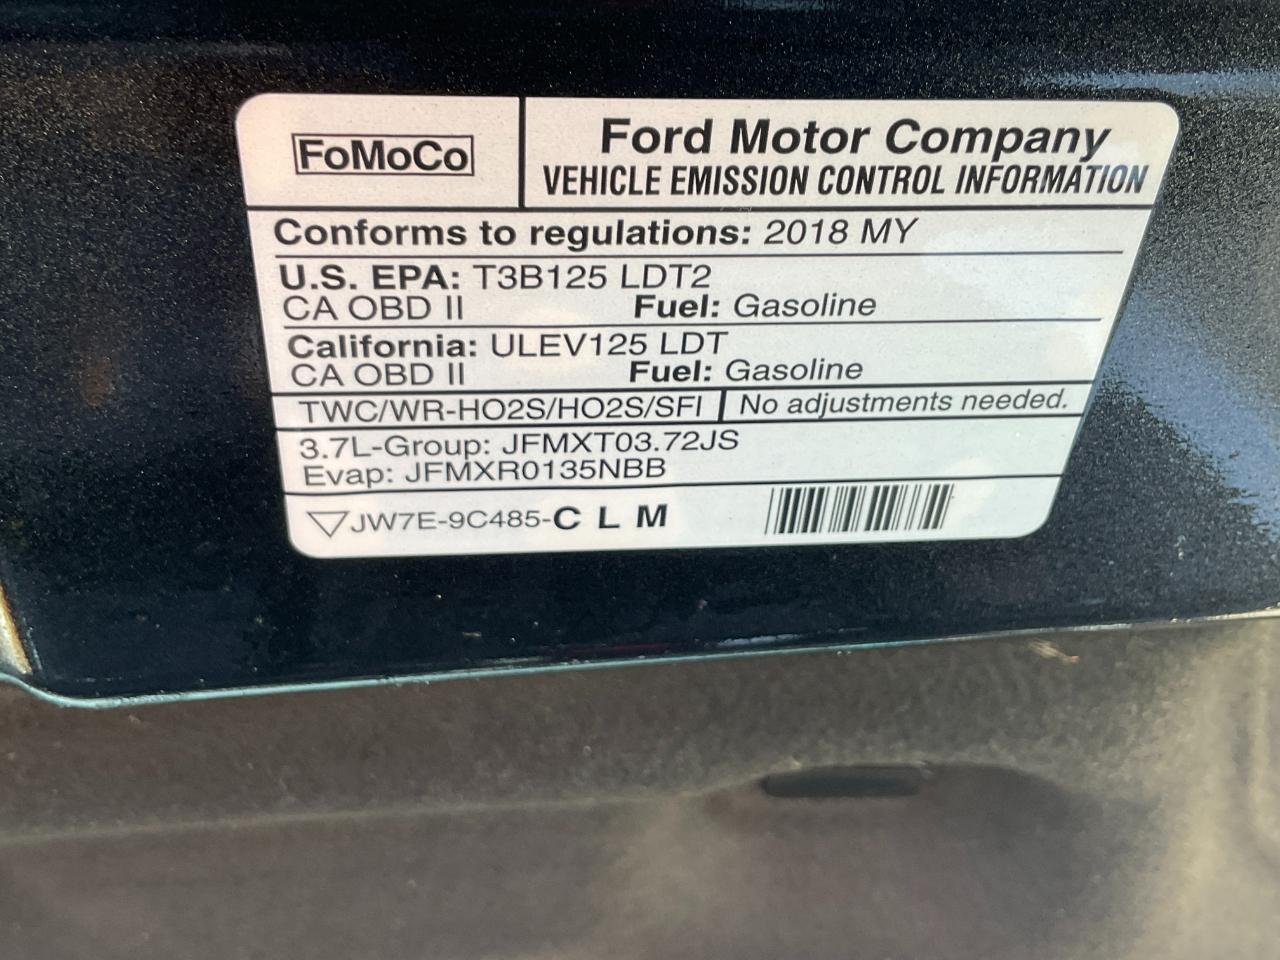 FoMoCo
Ford Motor Company
VEHICLE EMISSION CONTROL INFORMATION
Conforms to regulations: 2018 MY
U.S. EPA: T3B125 LDT2
CA OBD II Fuel: Gasoline
California: ULEV125 LDT
CA OBD II Fuel: Gasoline
TWC/WR-HO2S/HO2S/SFI No adjustments needed.
3.7L-Group: JFMXT03.72JS
Evap: JFMXR0135NBB
JW7E-9C485-C L M